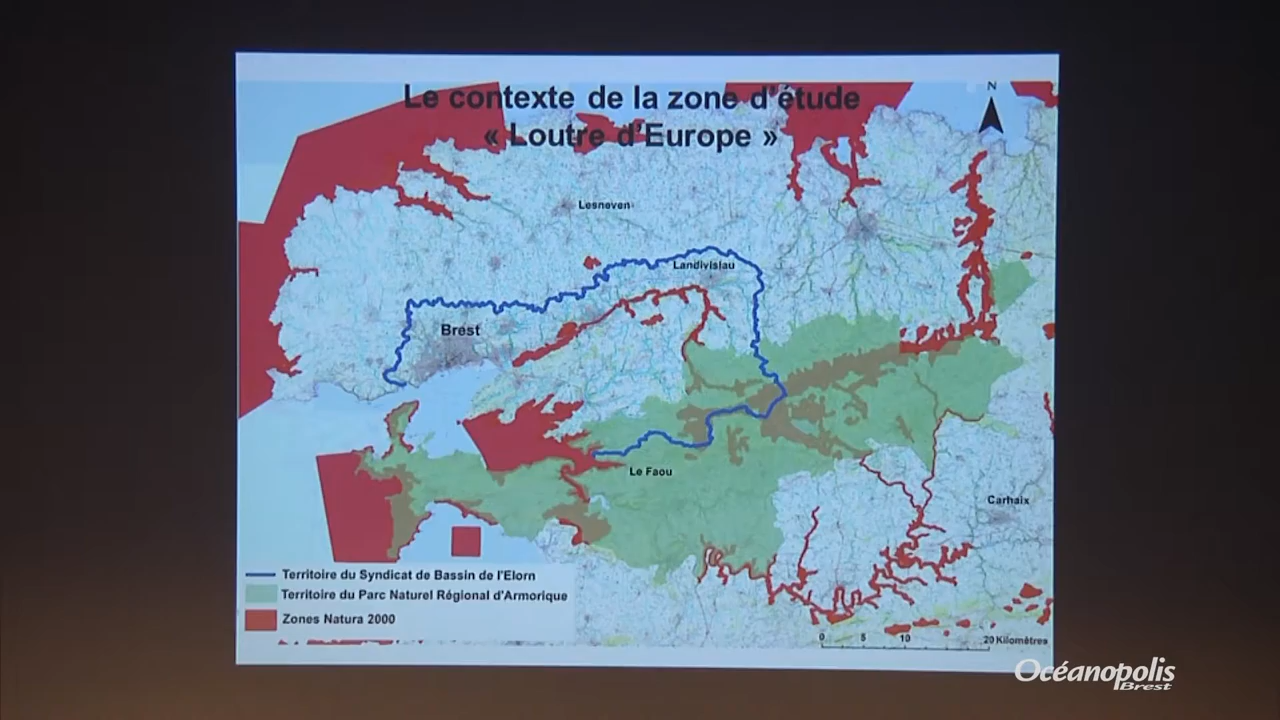 Le contexte de la zone d'étude
« Loutre d'Europe »
N
Lesneven
Landivisiau
Brest
Le Faou
Carhaix
Territoire du Syndicat de Bassin de l'Elorn
Territoire du Parc Naturel Régional d'Armorique
Zones Natura 2000
0 5 10 20 Kilomètres
Océanopolis
Brest